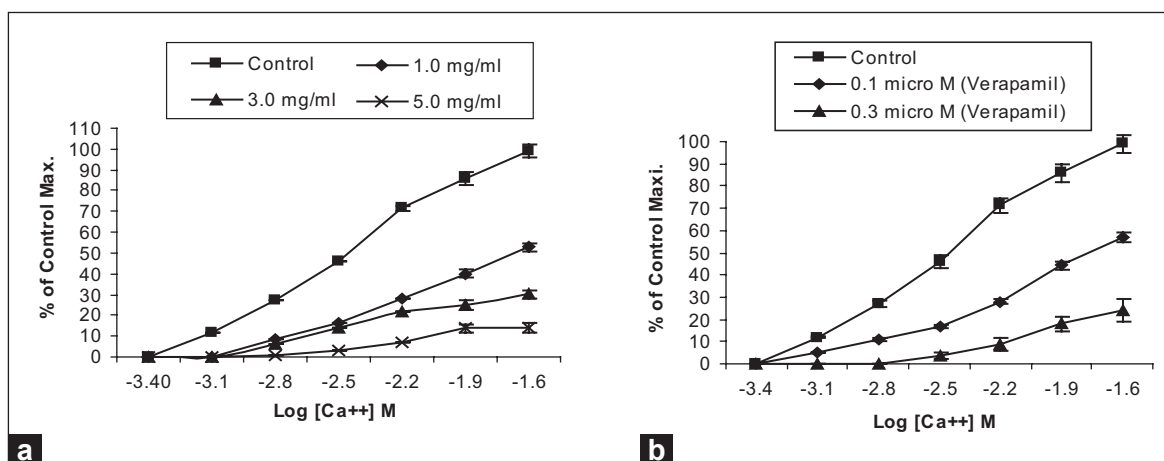 Control
1.0 mg/ml
3.0 mg/ml
5.0 mg/ml
% of Control Max.
110
100
90
80
70
60
50
40
30
20
10
0
-3.40 -3.1 -2.8 -2.5 -2.2 -1.9 -1.6
Log [Ca++] M
a
Control
0.1 micro M (Verapamil)
0.3 micro M (Verapamil)
% of Control Maxi.
100
90
80
70
60
50
40
30
20
10
0
-3.4 -3.1 -2.8 -2.5 -2.2 -1.9 -1.6
Log [Ca++] M
b